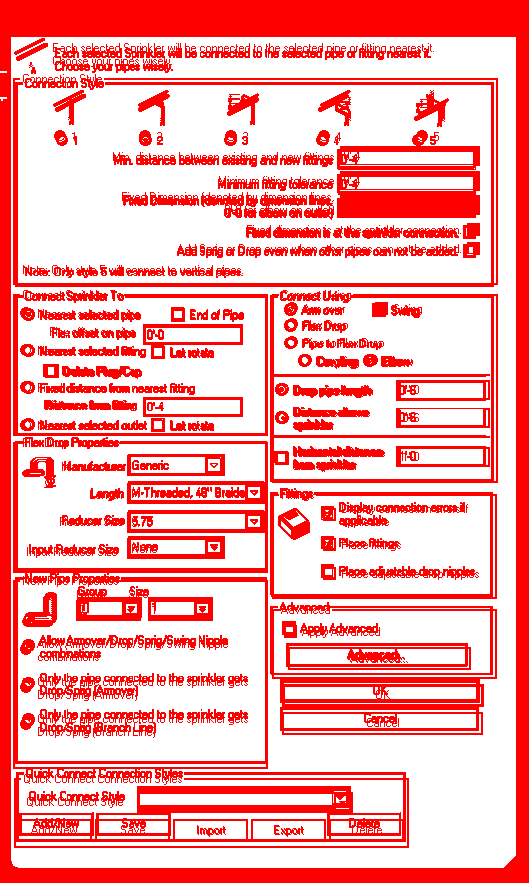 Each selected Sprinkler will be connected to the selected pipe or fitting nearest it.
Choose your pipes wisely.
Connection Style
1 2 3 4 5
Min. distance between existing and new fittings 0'-4
Minimum fitting tolerance 0'-4
Fixed Dimension (denoted by dimension lines,
0'-0 for elbow on outlet)
Fixed dimension is at the sprinkler connection.
Add Sprig or Drop even when other pipes can not be added.
Note: Only style 5 will connect to vertical pipes.
Connect Sprinkler To
Nearest selected pipe End of Pipe
Flex offset on pipe 0'-0
Nearest selected fitting Let rotate
Delete Plug/Cap
Fixed distance from nearest fitting
Distance from fitting 0'-4
Nearest selected outlet Let rotate
Connect Using
Arm over Swing
Flex Drop
Pipe to Flex Drop
Coupling Elbow
Drop pipe length 0'-6
Distance above
sprinkler 0'-6
Horizontal distance
from sprinkler 1'-0
Flex Drop Properties
Manufacturer Generic
Length M-Threaded, 48" Braide
Reducer Size 5.75
Input Reducer Size None
Fittings
Display connection errors if
applicable
Place fittings
Place adjustable drop nipples
New Pipe Properties
Group Size
0 1
Allow Armover/Drop/Sprig/Swing Nipple
combinations
Only the pipe connected to the sprinkler gets
Drop/Sprig (Armover)
Only the pipe connected to the sprinkler gets
Drop/Sprig (Branch Line)
Advanced
Apply Advanced
Advanced...
OK
Cancel
Quick Connect Connection Styles
Quick Connect Style
Add/New Save Import Export Delete